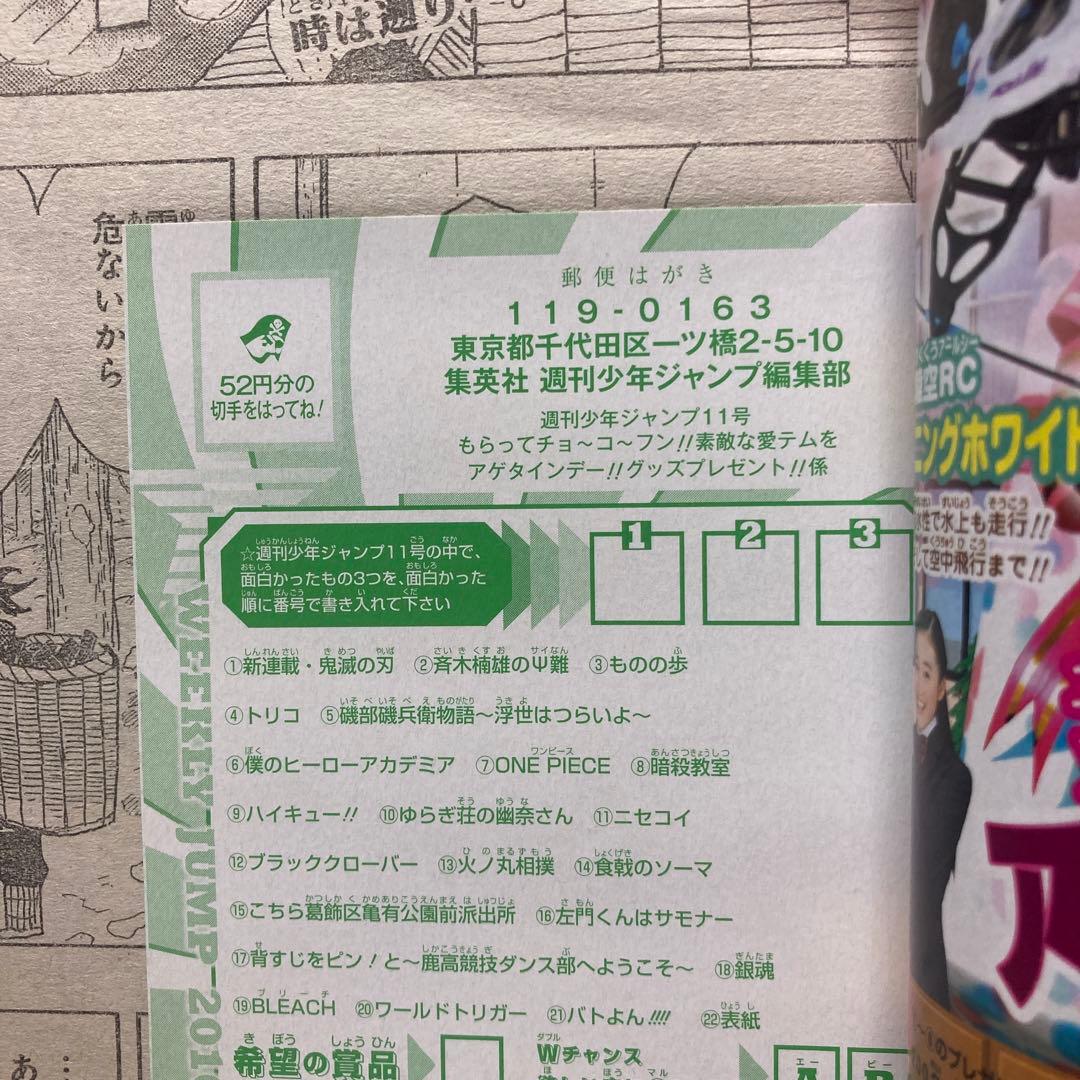 時は遡り
危ないから
郵便はがき
119-0163
東京都千代田区一ツ橋2-5-10
集英社 週刊少年ジャンプ編集部
週刊少年ジャンプ11号
もらってチョ〜コ〜フン!!素敵な愛テムを
アゲタインデー!!グッズプレゼント!!係
52円分の
切手をはってね!
☆週刊少年ジャンプ11号の中で、
面白かったもの3つを、面白かった
順に番号で書き入れて下さい
1 2 3
①新連載・鬼滅の刃 ②斉木楠雄のΨ難 ③ものの歩
④トリコ ⑤磯部磯兵衛物語〜浮世はつらいよ〜
⑥僕のヒーローアカデミア ⑦ONE PIECE ⑧暗殺教室
⑨ハイキュー!! ⑩ゆらぎ荘の幽奈さん ⑪ニセコイ
⑫ブラッククローバー ⑬火ノ丸相撲 ⑭食戟のソーマ
⑮こちら葛飾区亀有公園前派出所 ⑯左門くんはサモナー
⑰背すじをピン!と〜鹿高競技ダンス部へようこそ〜 ⑱銀魂
⑲BLEACH ⑳ワールドトリガー ㉑バトよん!!!! ㉒表紙
希望の賞品
Wチャンス
A B
WEEKLY JUMP 201
空RC
ニングホワイト
で水上も走行!!
て空中飛行まで!!
のプレ
あ